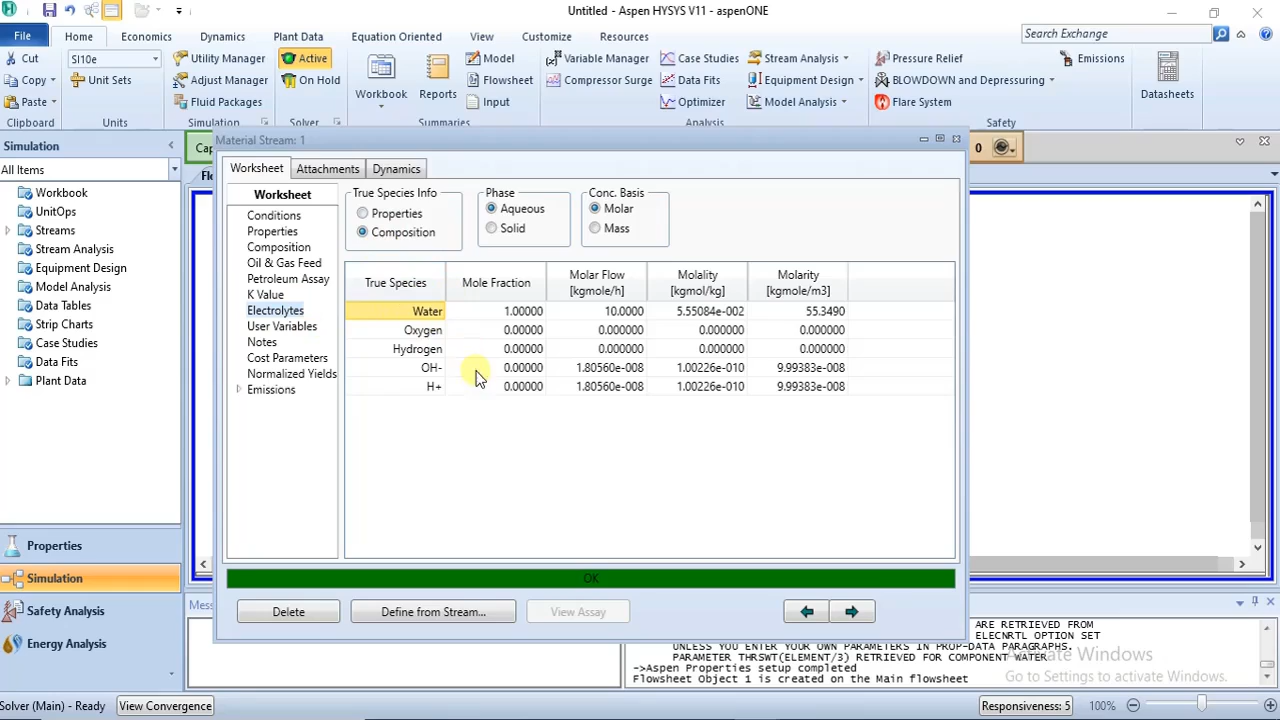 Untitled - Aspen HYSYS V11 - aspenONE
File Home Economics Dynamics Plant Data Equation Oriented View Customize Resources Search Exchange
Cut SI10e Utility Manager Active Model Flowsheet Variable Manager Case Studies Stream Analysis Pressure Relief Emissions
Copy Unit Sets Adjust Manager On Hold Workbook Reports Flowsheet Compressor Surge Data Fits Equipment Design BLOWDOWN and Depressuring Datasheets
Paste Fluid Packages Input Optimizer Model Analysis Flare System
Clipboard Units Simulation Solver Summaries Analysis Safety
Simulation
All Items
Workbook
UnitOps
Streams
Stream Analysis
Equipment Design
Model Analysis
Data Tables
Strip Charts
Case Studies
Data Fits
Plant Data
Properties
Simulation
Safety Analysis
Energy Analysis
Cap 0
Fl
Material Stream: 1
Worksheet Attachments Dynamics
Worksheet
Conditions
Properties
Composition
Oil & Gas Feed
Petroleum Assay
K Value
Electrolytes
User Variables
Notes
Cost Parameters
Normalized Yields
Emissions
True Species Info
Properties
Composition
Phase
Aqueous
Solid
Conc. Basis
Molar
Mass
True Species Mole Fraction Molar Flow [kgmole/h] Molality [kgmol/kg] Molarity [kgmole/m3]
Water 1.00000 10.0000 5.55084e-002 55.3490
Oxygen 0.00000 0.000000 0.000000 0.000000
Hydrogen 0.00000 0.000000 0.000000 0.000000
OH- 0.00000 1.80560e-008 1.00226e-010 9.99383e-008
H+ 0.00000 1.80560e-008 1.00226e-010 9.99383e-008
OK
Delete Define from Stream... View Assay
Mes
ARE RETRIEVED FROM
ELECNRTL OPTION SET
UNLESS YOU ENTER YOUR OWN PARAMETERS IN PROP-DATA PARAGRAPHS.
PARAMETER THRSWT(ELEMENT/3) RETRIEVED FOR COMPONENT WATER
->Aspen Properties setup completed
Flowsheet Object 1 is created on the Main flowsheet
Activate Windows
Go to Settings to activate Windows.
Solver (Main) - Ready View Convergence Responsiveness: 5 100%